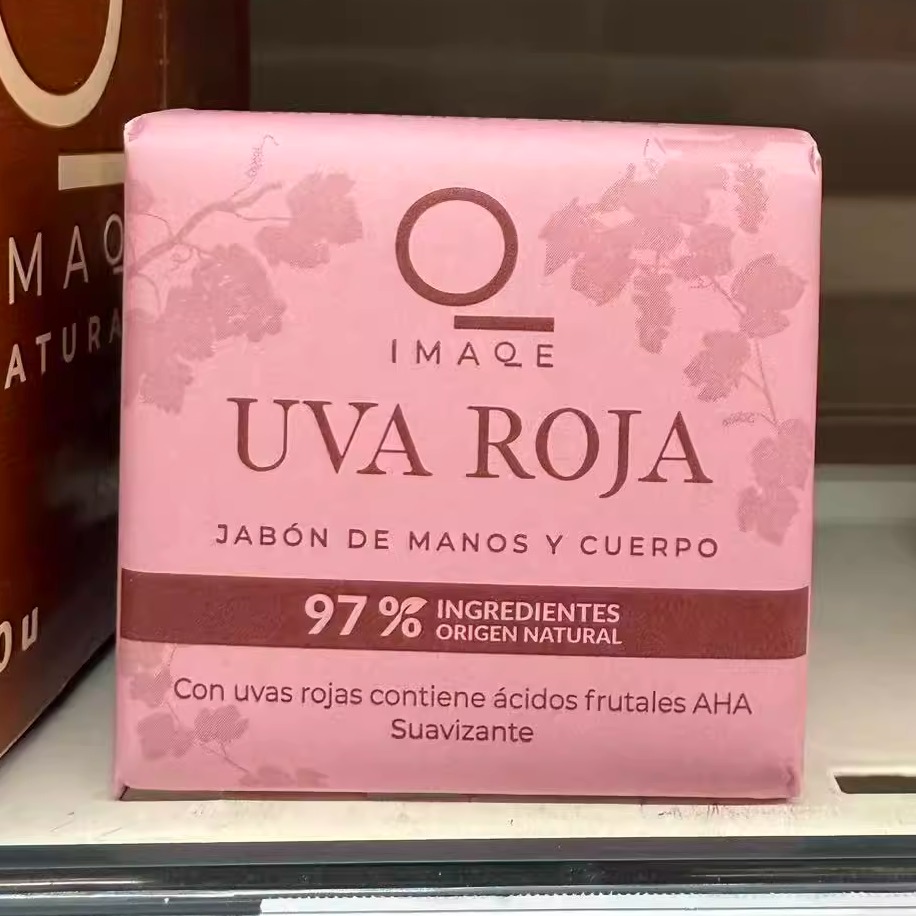 IMAQE
UVA ROJA
JABÓN DE MANOS Y CUERPO
97 % INGREDIENTES
ORIGEN NATURAL
Con uvas rojas contiene ácidos frutales AHA
Suavizante